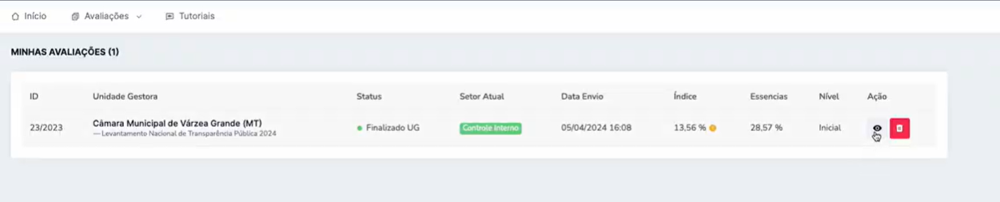 Início Avaliações Tutoriais
MINHAS AVALIAÇÕES (1)
ID Unidade Gestora Status Setor Atual Data Envio Índice Essencias Nível Ação
23/2023 Câmara Municipal de Várzea Grande (MT) Finalizado UG Controle Interno 05/04/2024 16:08 13,56 % 28,57 % Inicial
— Levantamento Nacional de Transparência Pública 2024